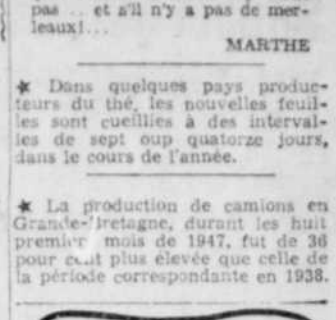 pas .. et s'il n'y a pas de mer-
leaux!...
MARTHE
★ Dans quelques pays produc-
teurs du thé, les nouvelles feuil-
les sont cueillies à des interval-
les de sept oup quatorze jours,
dans le cours de l'année.
★ La production de camions en
Grande-Bretagne, durant les huit
premier mois de 1947, fut de 36
pour cent plus élevée que celle de
la période correspondante en 1938.